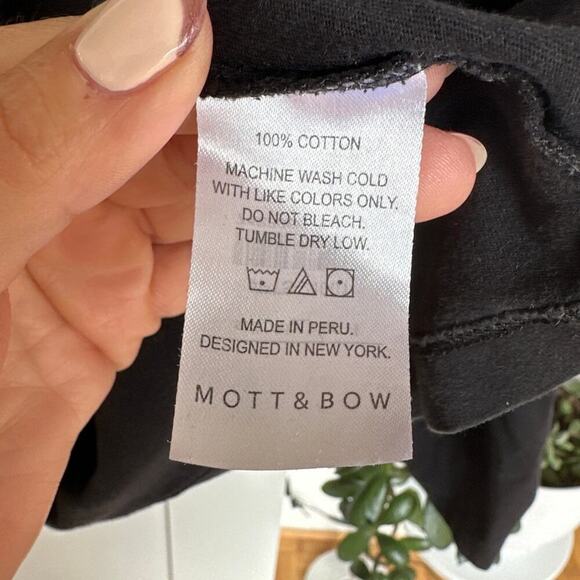 100% COTTON
MACHINE WASH COLD
WITH LIKE COLORS ONLY.
DO NOT BLEACH.
TUMBLE DRY LOW.
MADE IN PERU.
DESIGNED IN NEW YORK.
MOTT & BOW